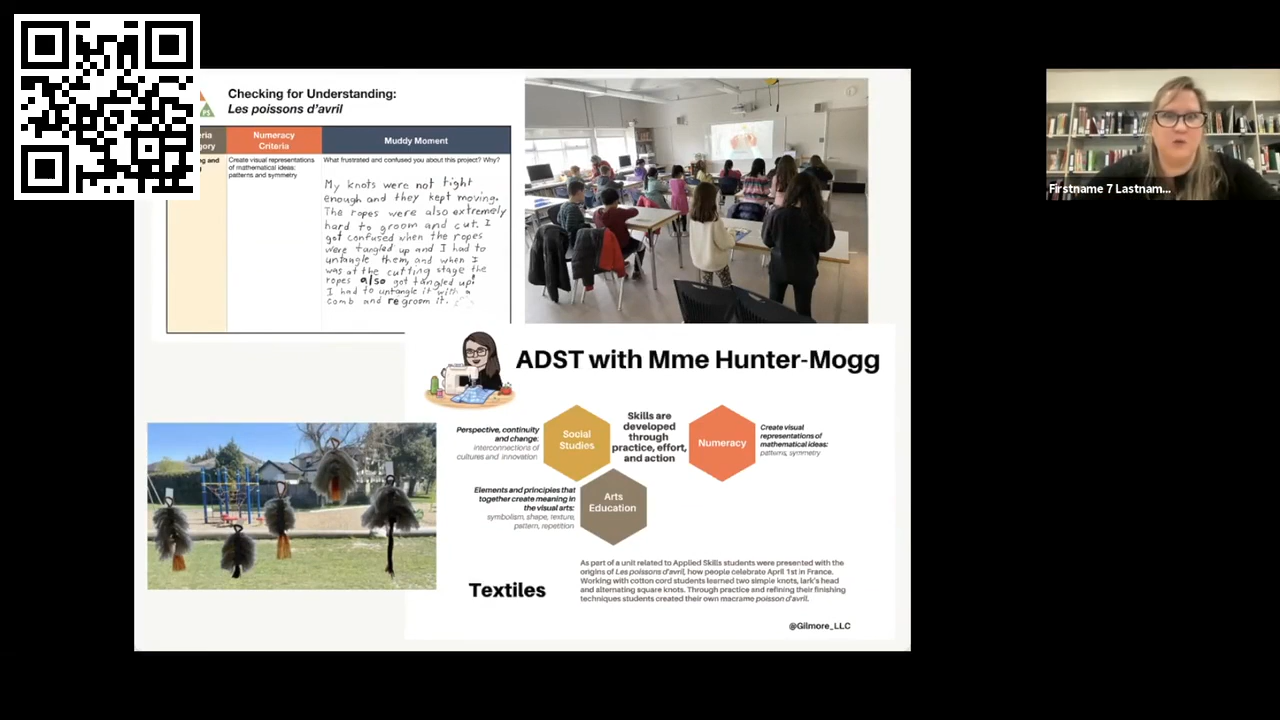 Checking for Understanding:
Les poissons d'avril
Numeracy
Criteria
Muddy Moment
Create visual representations
of mathematical ideas:
patterns and symmetry
What frustrated and confused you about this project? Why?
My knots were not tight
enough and they kept moving.
The ropes were also extremely
hard to groom and cut. I
got confused when the ropes
were tangled up and I had to
untangle them, and when I
was at the cutting stage the
ropes also got tangled up!
I had to untangle it with a
comb and regroom it.
Firstname 7 Lastnam...
ADST with Mme Hunter-Mogg
Perspective, continuity
and change:
interconnections of
cultures and innovation
Social
Studies
Skills are
developed
through
practice, effort,
and action
Numeracy
Create visual
representations of
mathematical ideas:
patterns, symmetry
Elements and principles that
together create meaning in
the visual arts:
symbolism, shape, texture,
pattern, repetition
Arts
Education
Textiles
As part of a unit related to Applied Skills students were presented with the
origins of Les poissons d'avril, how people celebrate April 1st in France.
Working with cotton cord students learned two simple knots, lark's head
and alternating square knots. Through practice and refining their finishing
techniques students created their own macrame poisson d'avril.
@Gilmore_LLC